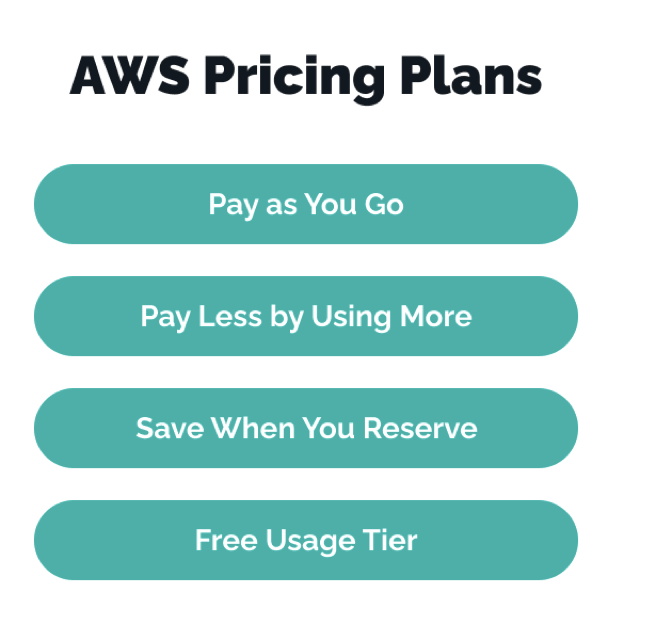 AWS Pricing Plans
Pay as You Go
Pay Less by Using More
Save When You Reserve
Free Usage Tier